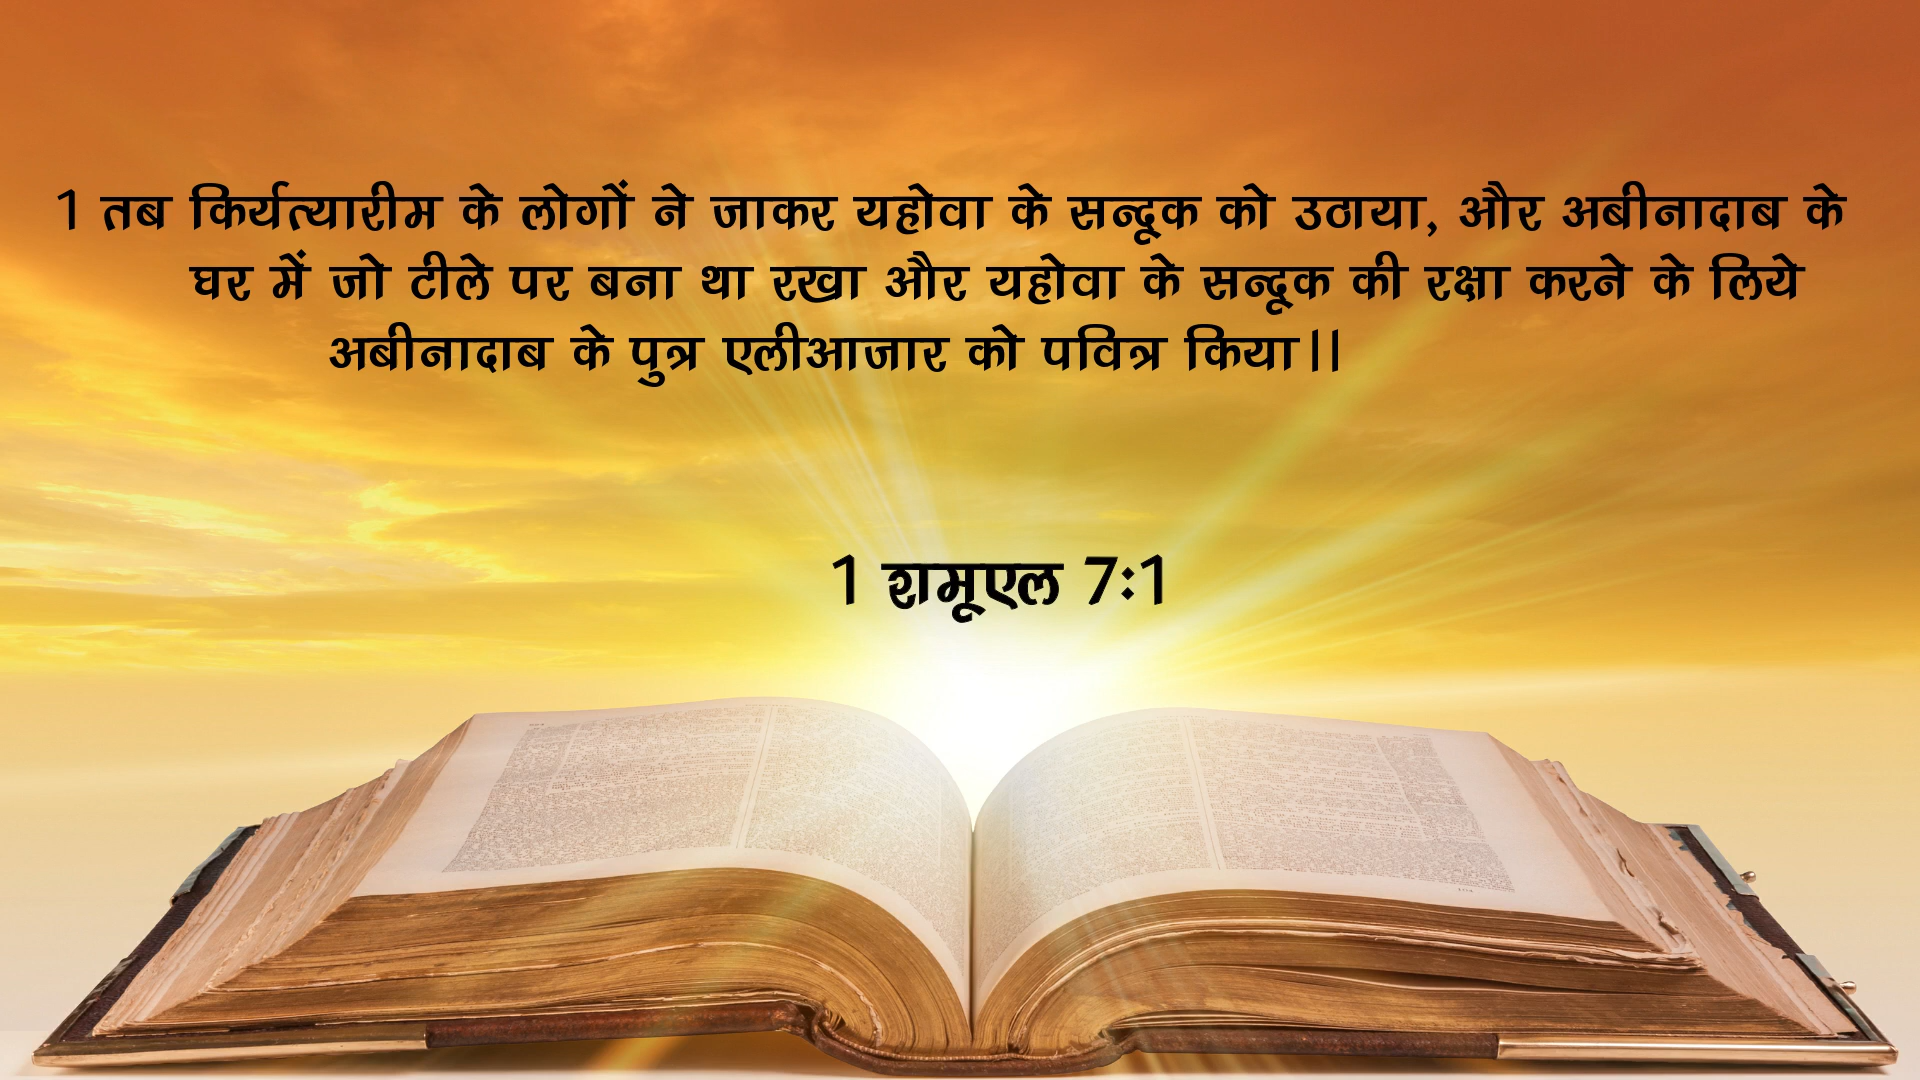 1 तब किर्यत्यारीम के लोगों ने जाकर यहोवा के सन्दूक को उठाया, और अबीनादाब के
घर में जो टीले पर बना था रखा और यहोवा के सन्दूक की रक्षा करने के लिये
अबीनादाब के पुत्र एलीआजार को पवित्र किया।।
1 शमूएल 7:1